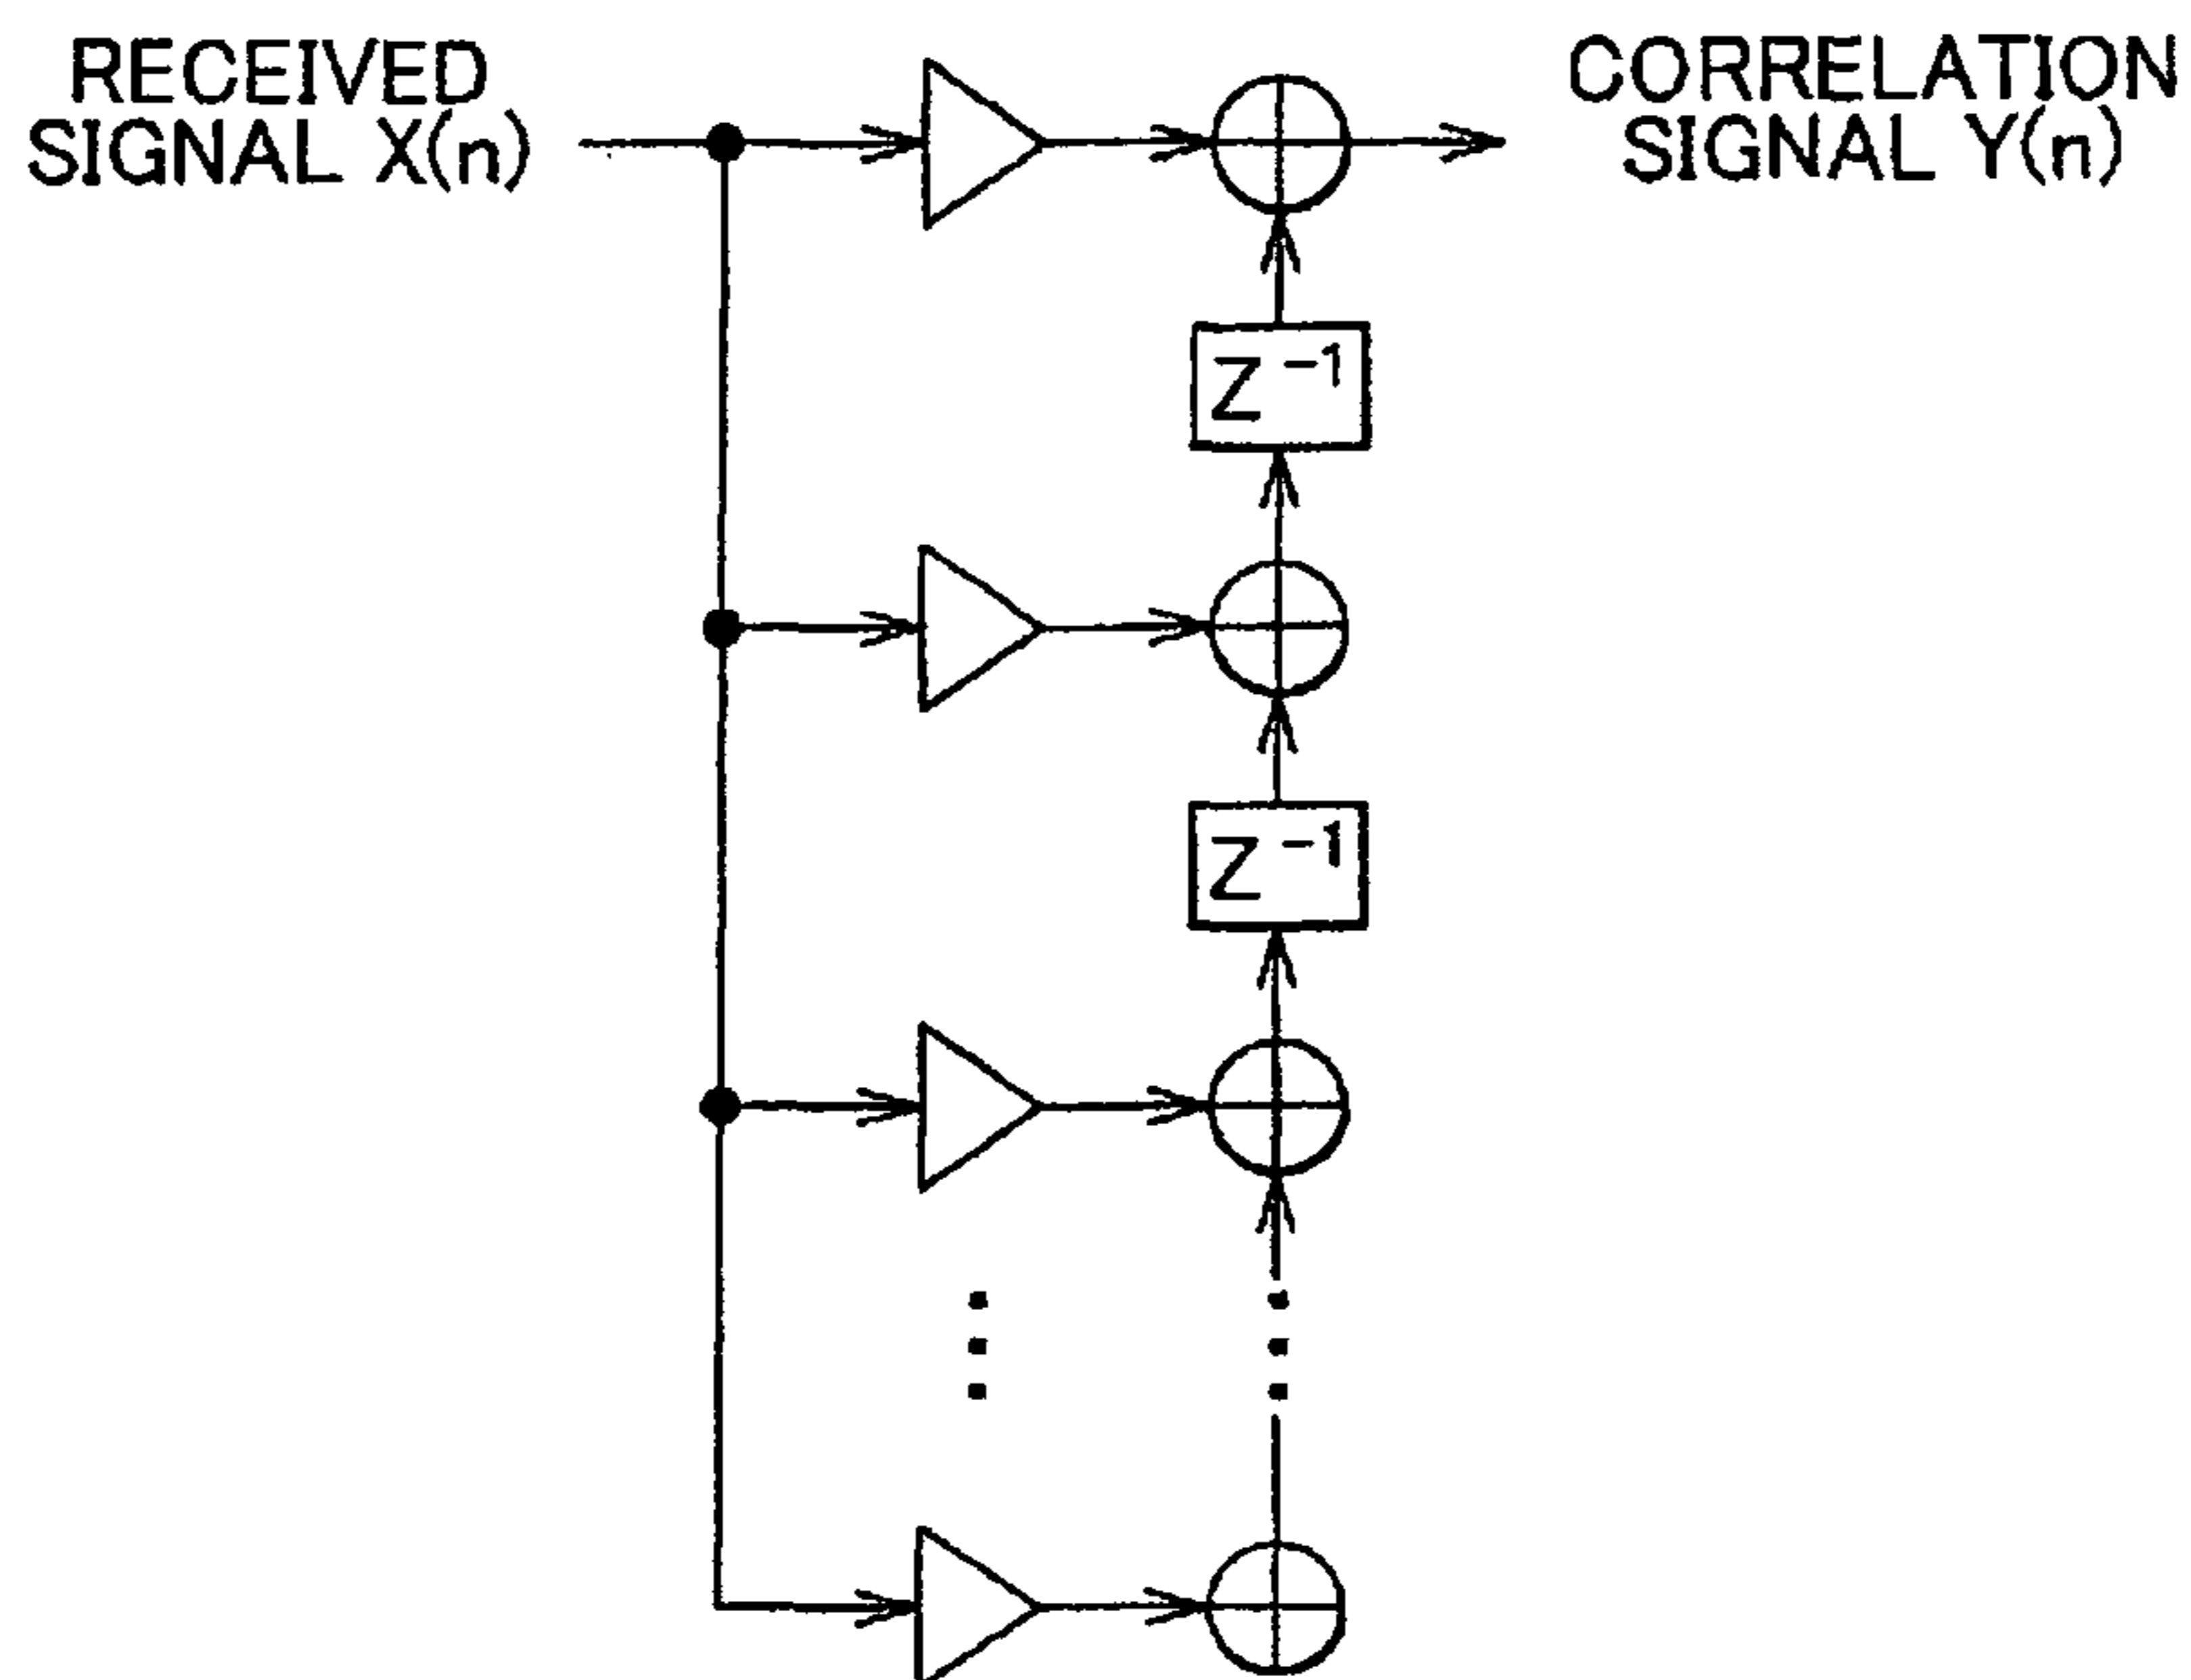 RECEIVED
SIGNAL X(n)
CORRELATION
SIGNAL Y(n)
Z⁻¹
Z⁻¹